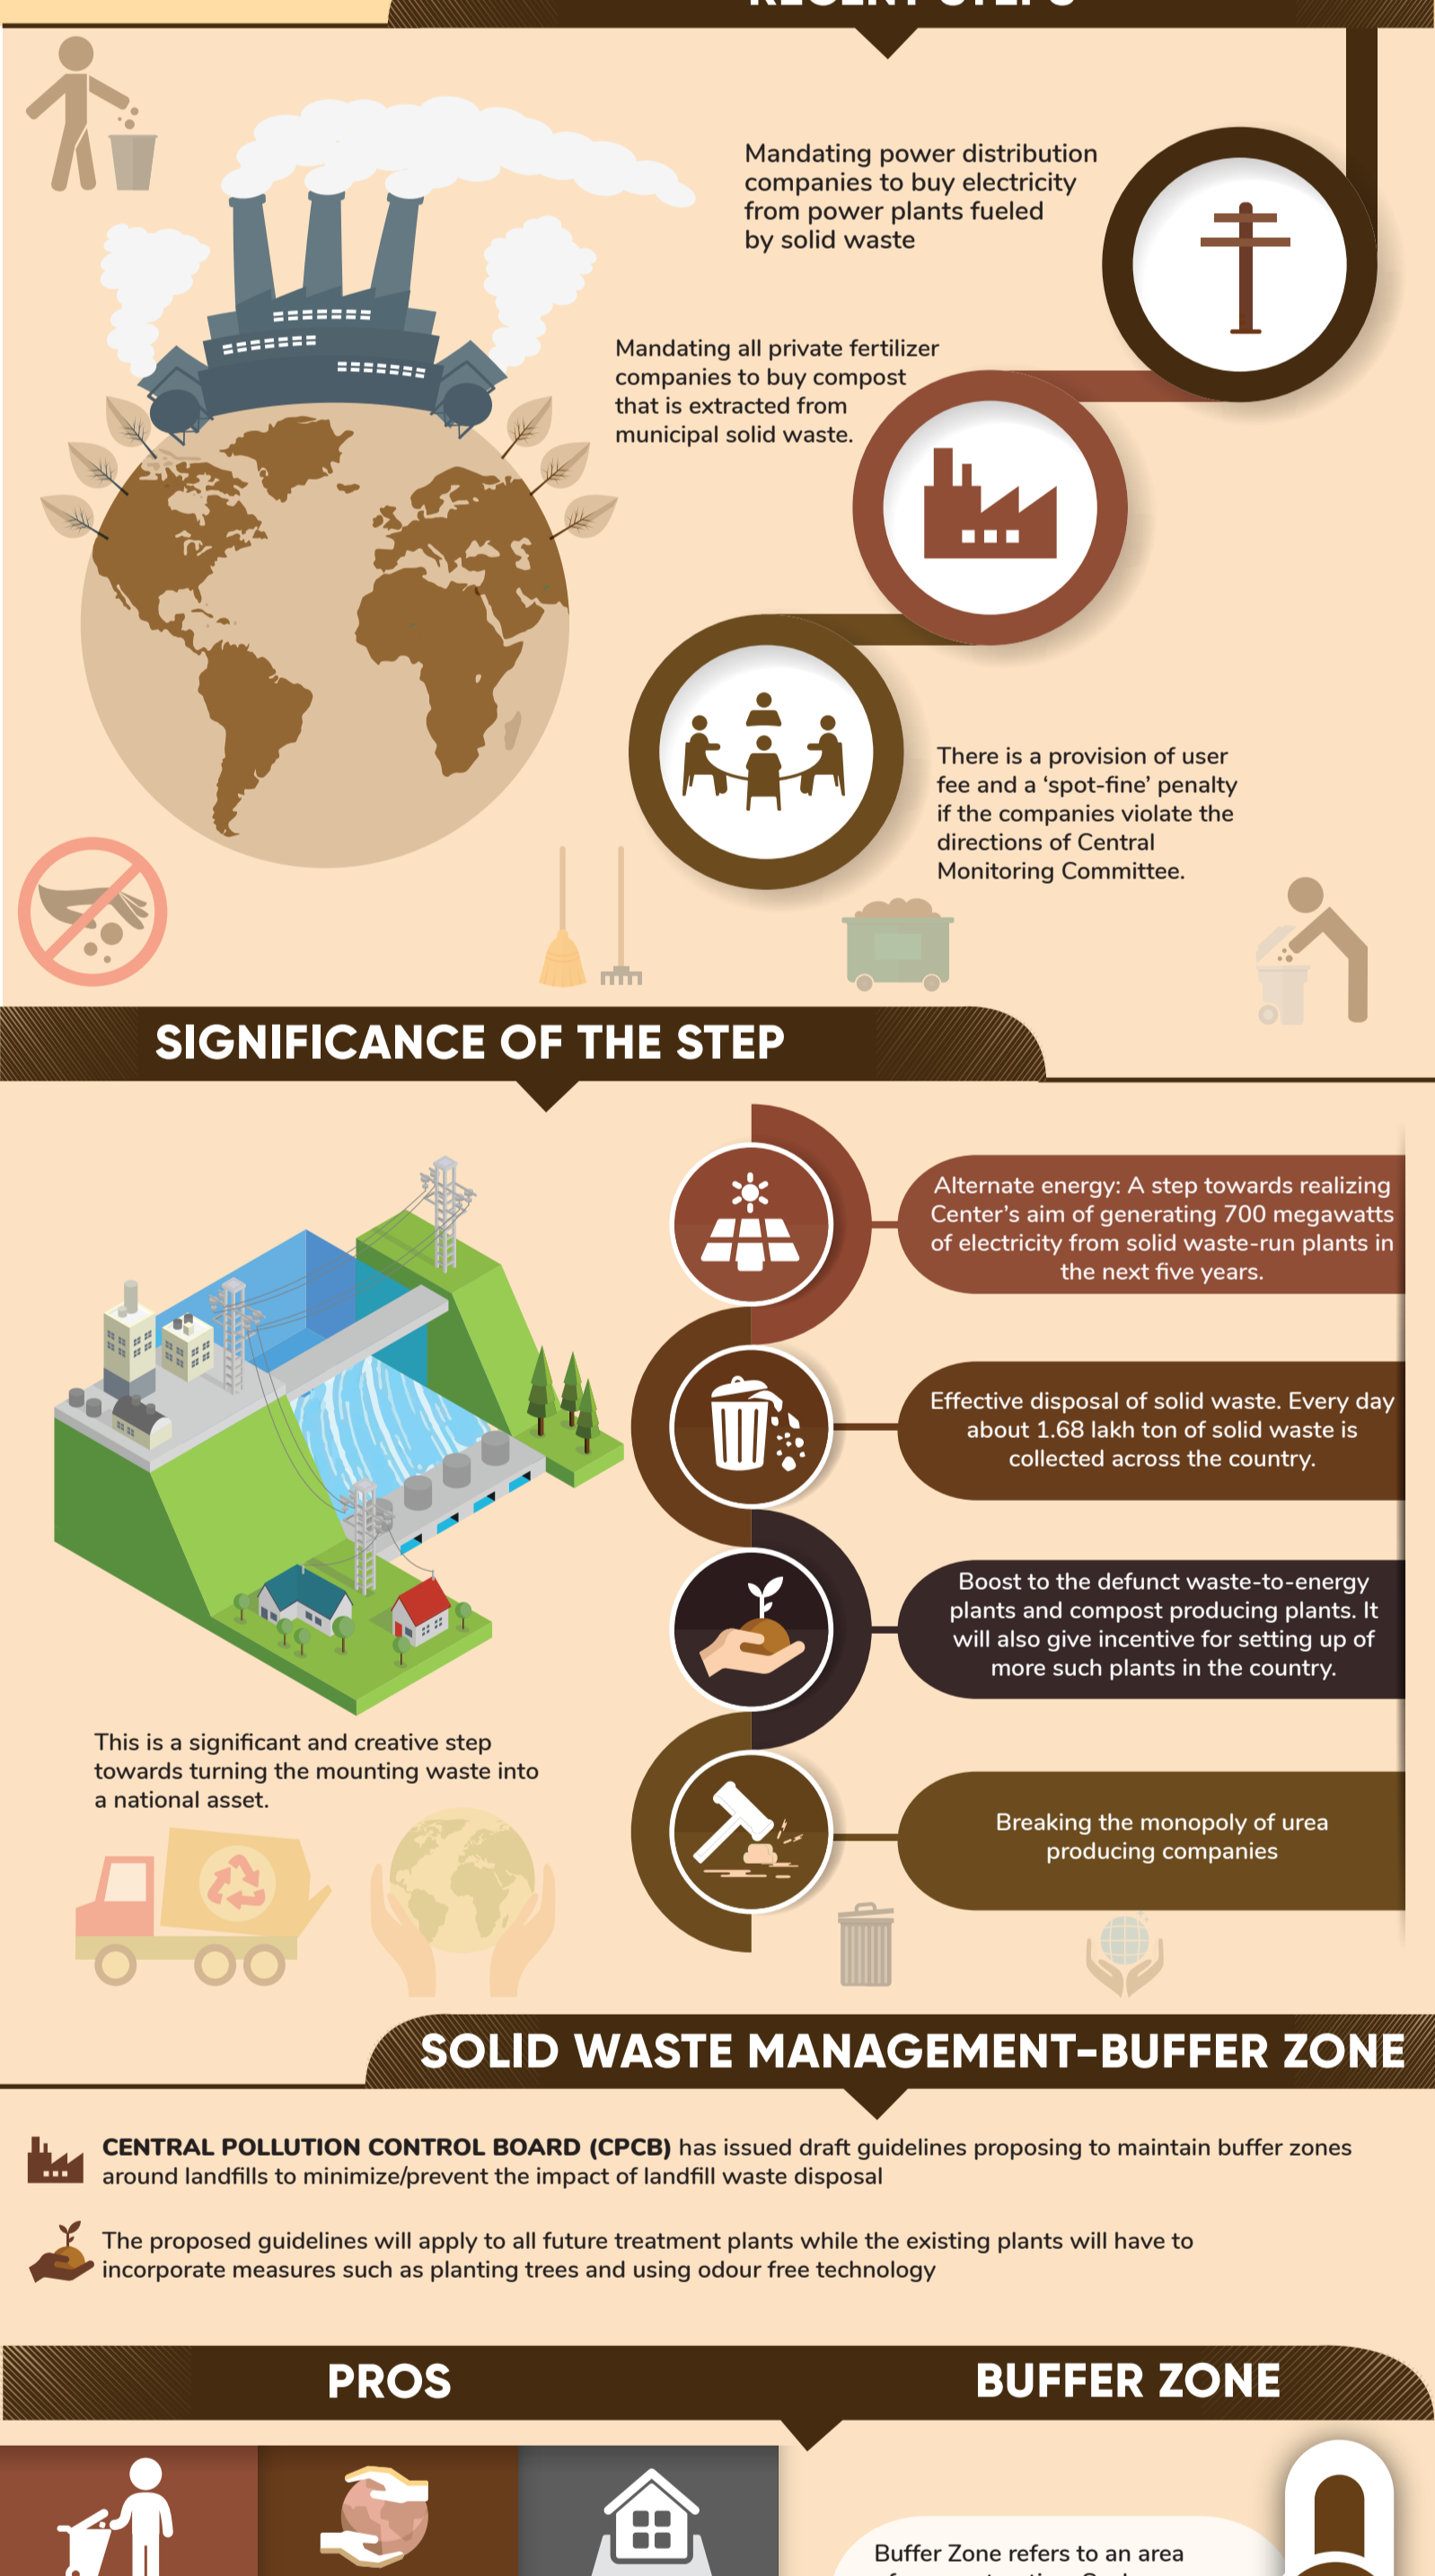 RECENT STEPS
Mandating power distribution
companies to buy electricity
from power plants fueled
by solid waste
Mandating all private fertilizer
companies to buy compost
that is extracted from
municipal solid waste.
There is a provision of user
fee and a ‘spot-fine’ penalty
if the companies violate the
directions of Central
Monitoring Committee.
SIGNIFICANCE OF THE STEP
Alternate energy: A step towards realizing
Center’s aim of generating 700 megawatts
of electricity from solid waste-run plants in
the next five years.
Effective disposal of solid waste. Every day
about 1.68 lakh ton of solid waste is
collected across the country.
Boost to the defunct waste-to-energy
plants and compost producing plants. It
will also give incentive for setting up of
more such plants in the country.
This is a significant and creative step
towards turning the mounting waste into
a national asset.
Breaking the monopoly of urea
producing companies
SOLID WASTE MANAGEMENT-BUFFER ZONE
CENTRAL POLLUTION CONTROL BOARD (CPCB) has issued draft guidelines proposing to maintain buffer zones
around landfills to minimize/prevent the impact of landfill waste disposal
The proposed guidelines will apply to all future treatment plants while the existing plants will have to
incorporate measures such as planting trees and using odour free technology
PROS
BUFFER ZONE
Buffer Zone refers to an area